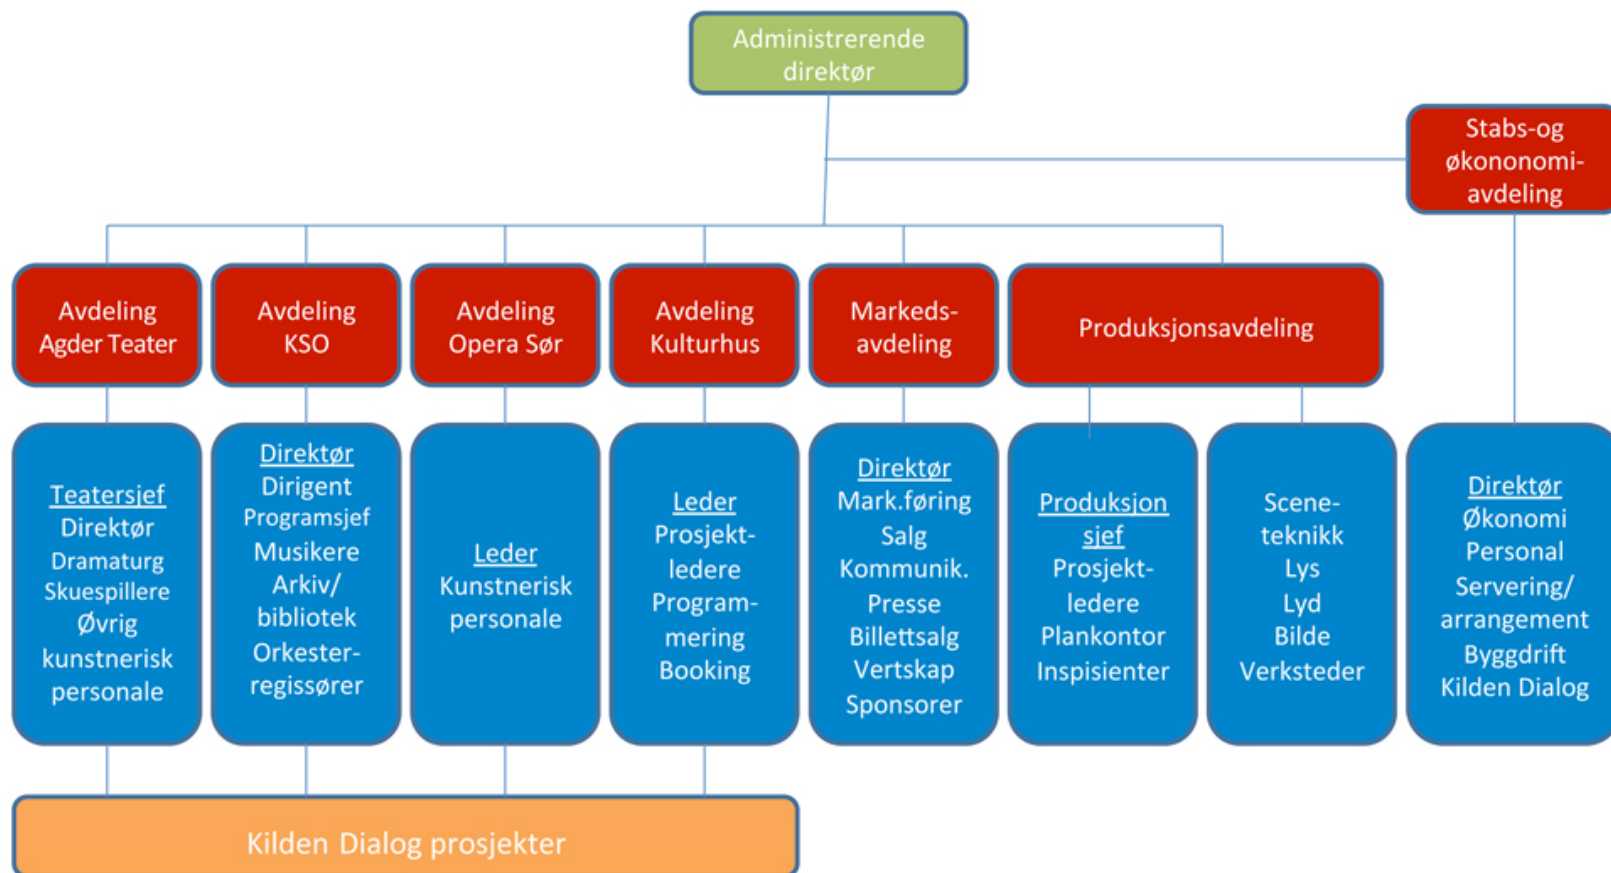 Administrerende
direktør
Stabs-og
økononomi-
avdeling
Avdeling
Agder Teater
Avdeling
KSO
Avdeling
Opera Sør
Avdeling
Kulturhus
Markeds-
avdeling
Produksjonsavdeling
Teatersjef
Direktør
Dramaturg
Skuespillere
Øvrig
kunstnerisk
personale
Direktør
Dirigent
Programsjef
Musikere
Arkiv/
bibliotek
Orkester-
regissører
Leder
Kunstnerisk
personale
Leder
Prosjekt-
ledere
Program-
mering
Booking
Direktør
Mark.føring
Salg
Kommunik.
Presse
Billettsalg
Vertskap
Sponsorer
Produksjon
sjef
Prosjekt-
ledere
Plankontor
Inspisienter
Scene-
teknikk
Lys
Lyd
Bilde
Verksteder
Direktør
Økonomi
Personal
Servering/
arrangement
Byggdrift
Kilden Dialog
Kilden Dialog prosjekter